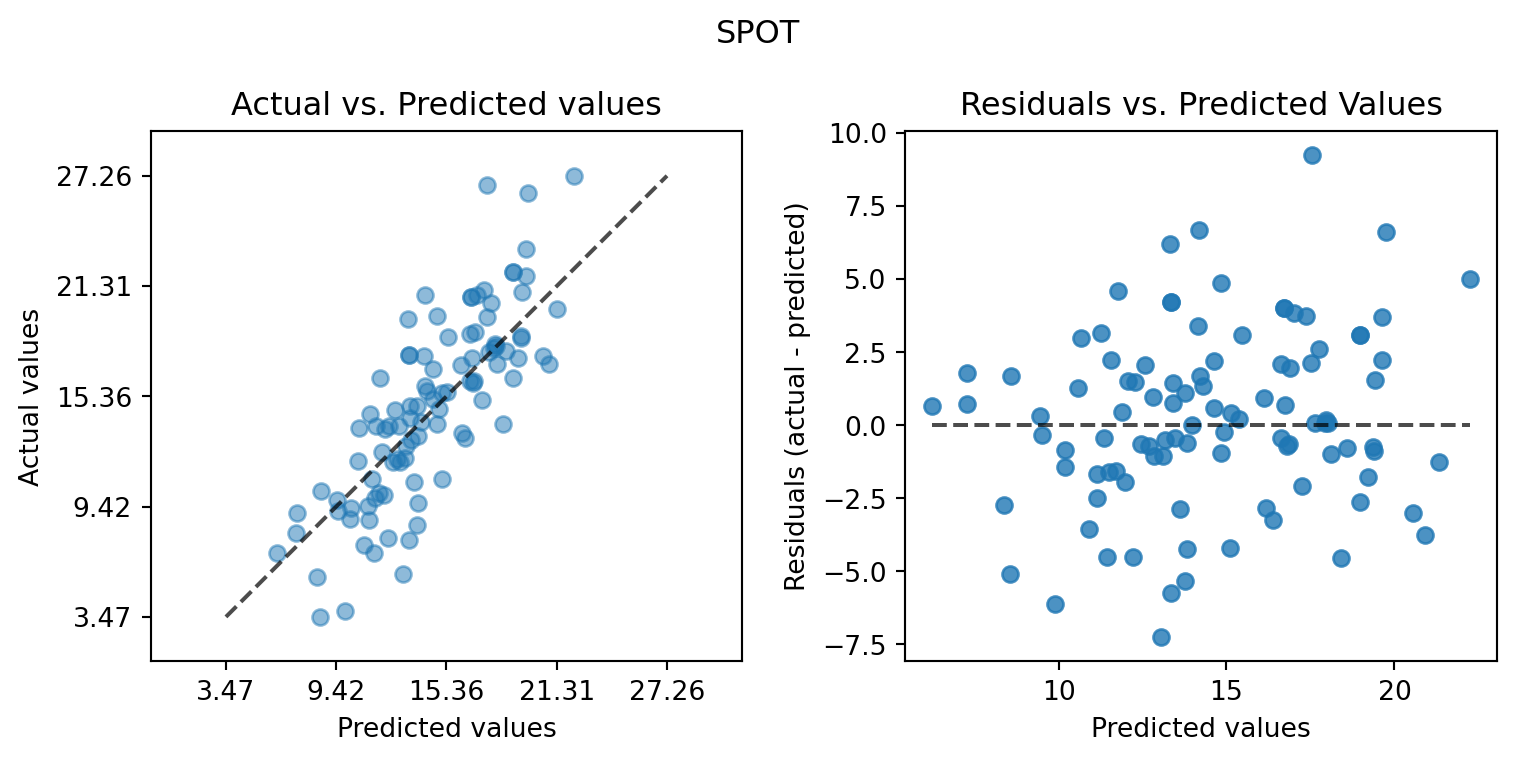 SPOT
Actual vs. Predicted values
27.26
21.31
15.36
9.42
3.47
Actual values
3.47 9.42 15.36 21.31 27.26
Predicted values
Residuals vs. Predicted Values
10.0
7.5
5.0
2.5
0.0
−2.5
−5.0
−7.5
Residuals (actual - predicted)
10 15 20
Predicted values